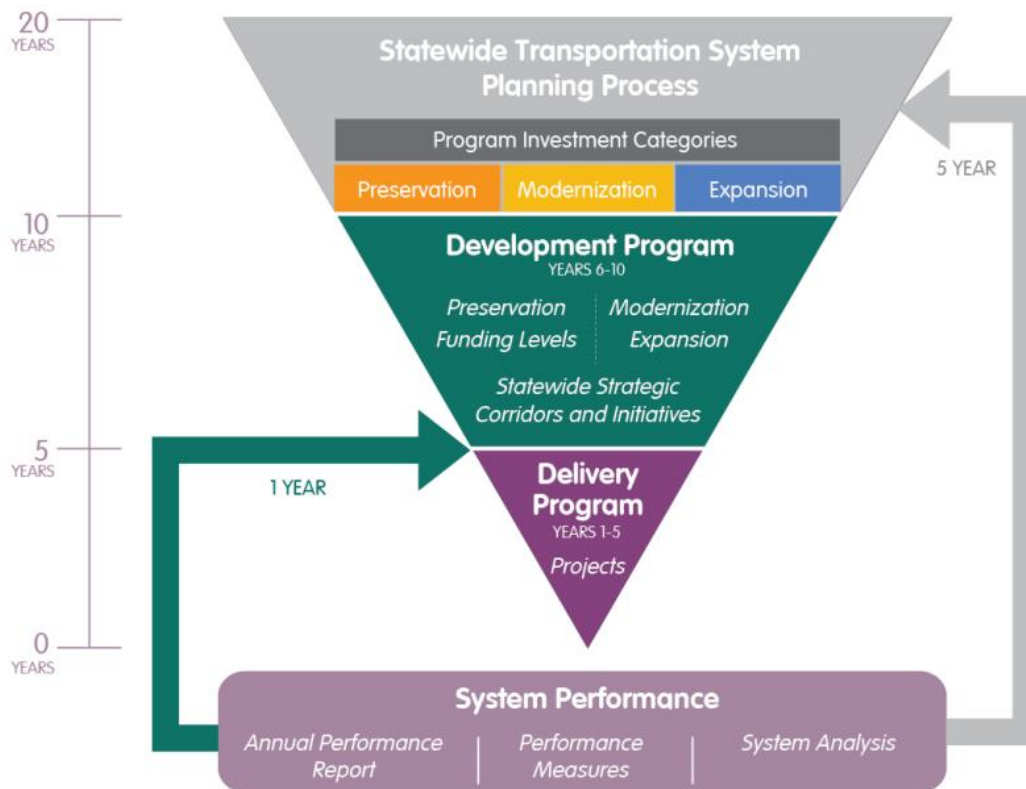 20
YEARS
Statewide Transportation System
Planning Process
Program Investment Categories
Preservation
Modernization
Expansion
5 YEAR
10
YEARS
Development Program
YEARS 6-10
Preservation
Funding Levels
Modernization
Expansion
Statewide Strategic
Corridors and Initiatives
5
YEARS
1 YEAR
Delivery
Program
YEARS 1-5
Projects
0
YEARS
System Performance
Annual Performance
Report
Performance
Measures
System Analysis